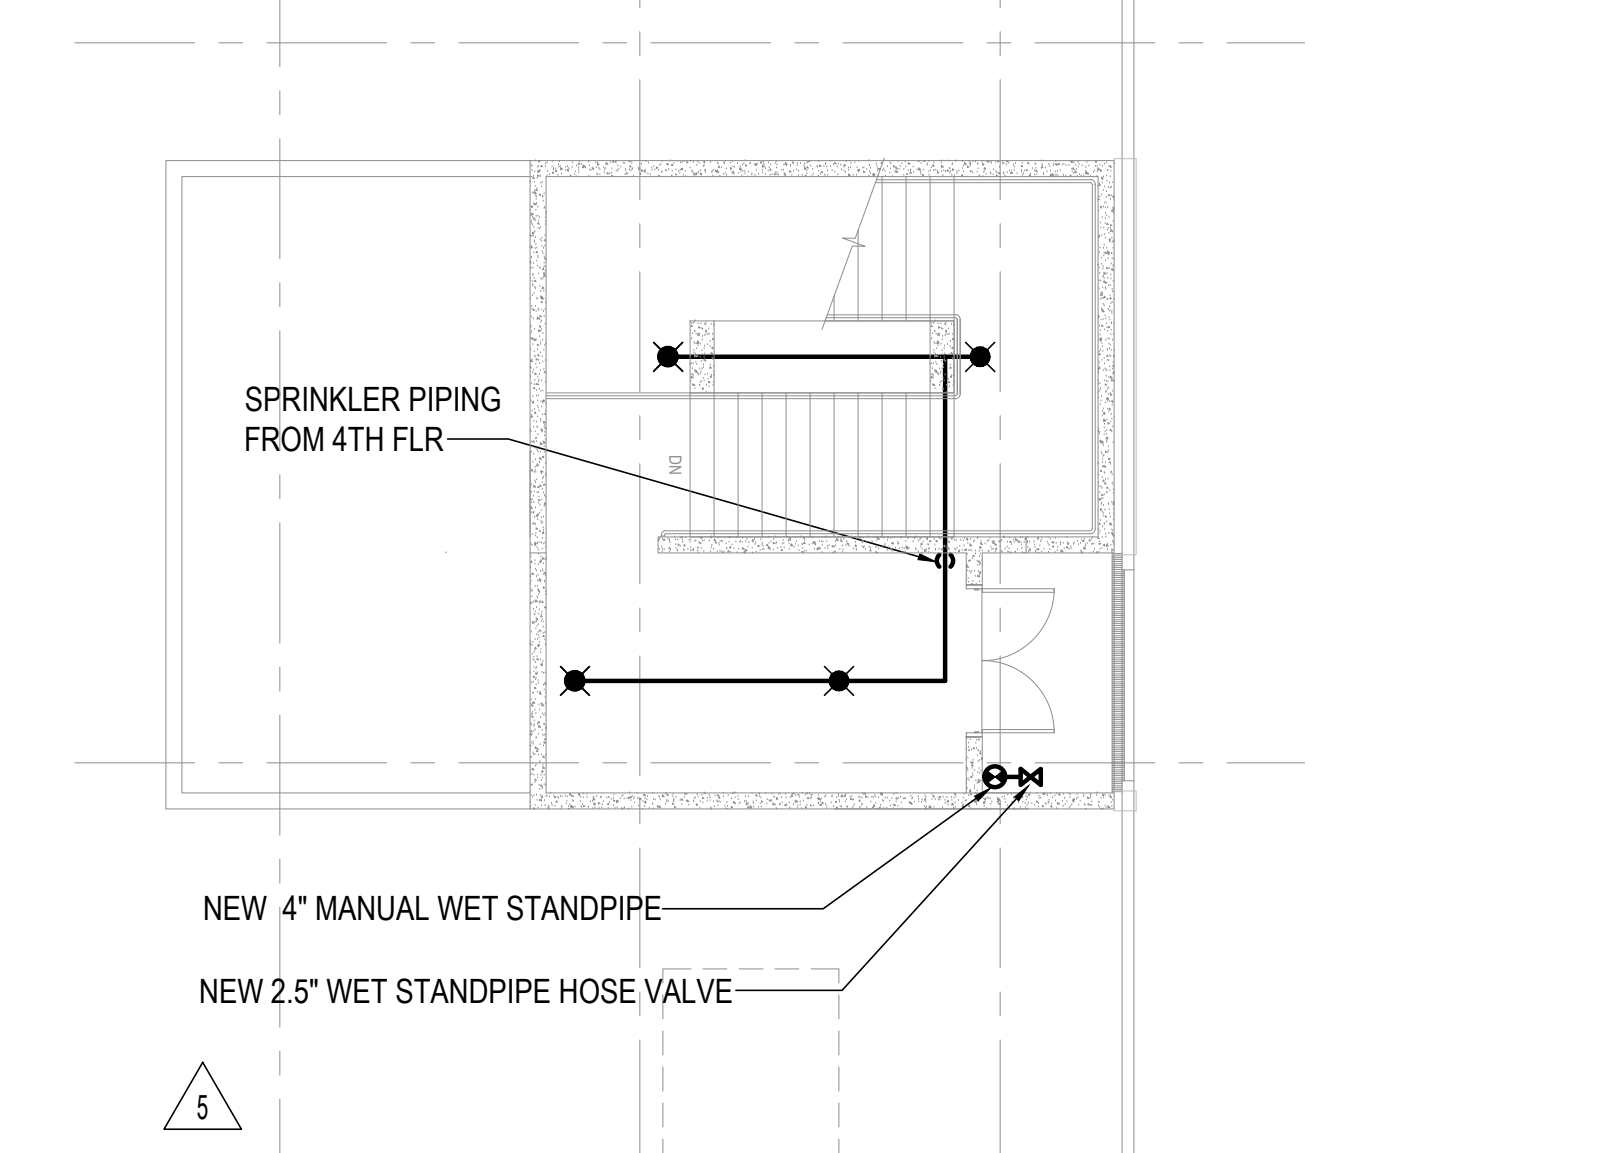 SPRINKLER PIPING
FROM 4TH FLR
DN
NEW 4" MANUAL WET STANDPIPE
NEW 2.5" WET STANDPIPE HOSE VALVE
5